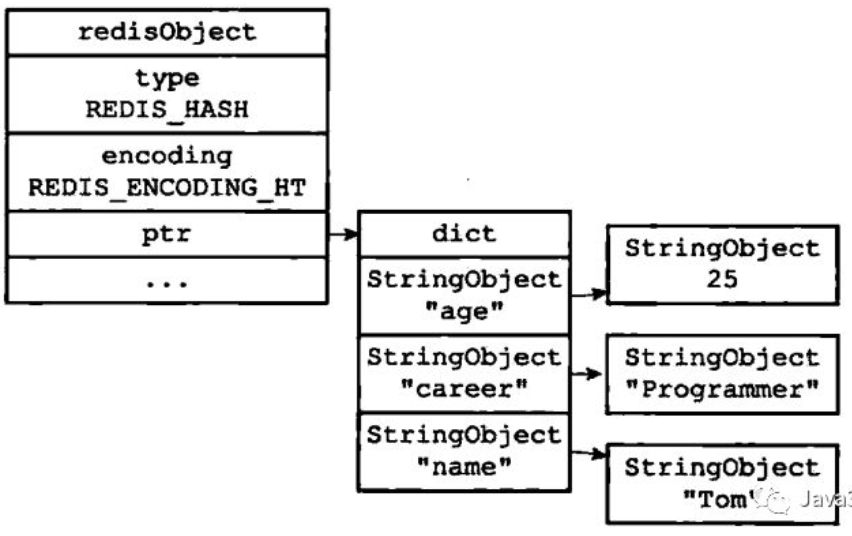 redisObject
type
REDIS_HASH
encoding
REDIS_ENCODING_HT
ptr
...
dict
StringObject
"age"
StringObject
"career"
StringObject
"name"
StringObject
25
StringObject
"Programmer"
StringObject
"Tom"
Java3